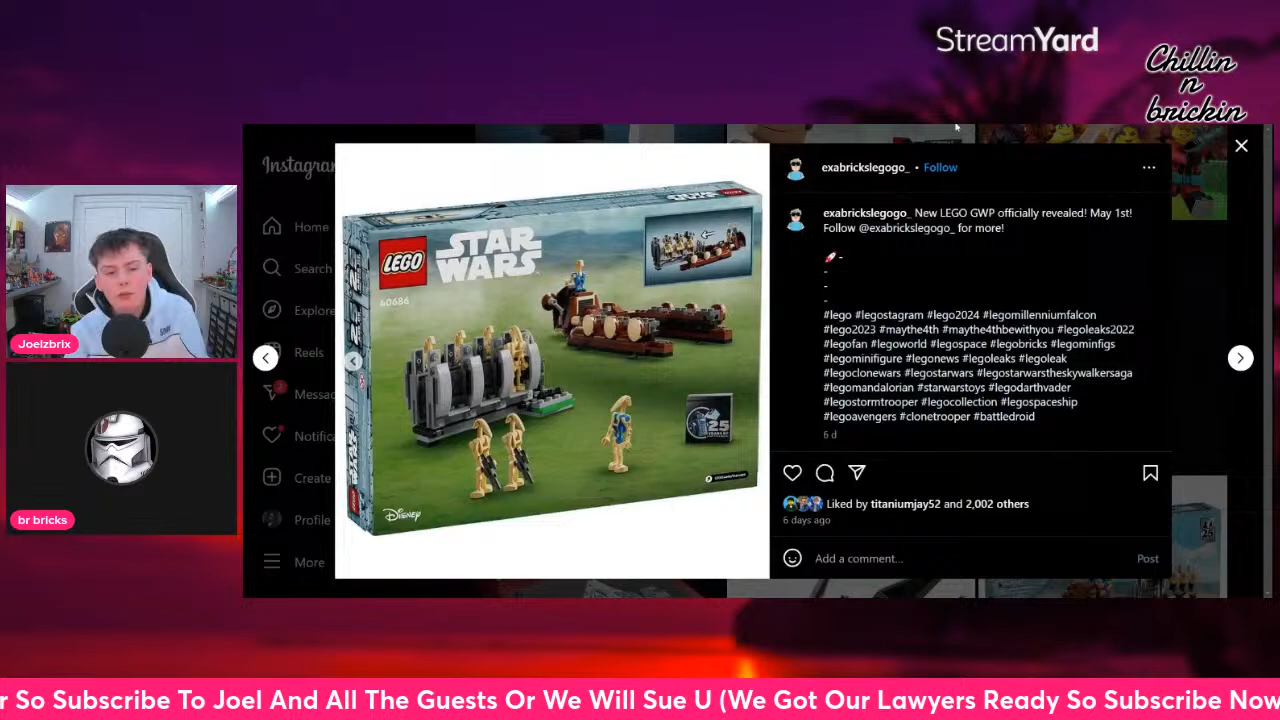 StreamYard
Chillin
n
brickin
Instagram
Home
Search
Explore
Reels
Messa
Notifica
Create
Profile
More
LEGO
STAR
WARS
40686
25
DISNEY
exabrickslegogo_ • Follow
exabrickslegogo_ New LEGO GWP officially revealed! May 1st!
Follow @exabrickslegogo_ for more!
-
-
-
-
#lego #legostagram #lego2024 #legomillenniumfalcon
#lego2023 #maythe4th #maythe4thbewithyou #legoleaks2022
#legofan #legoworld #legospace #legobricks #legominfigs
#legominifigure #legonews #legoleaks #legoleak
#legoclonewars #legostarwars #legostarwarstheskywalkersaga
#legomandalorian #starwarstoys #legodarthvader
#legostormtrooper #legocollection #legospaceship
#legoavengers #clonetrooper #battledroid
6 d
Liked by titaniumjay52 and 2,002 others
6 days ago
Add a comment...
Post
Joelzbrix
br bricks
r So Subscribe To Joel And All The Guests Or We Will Sue U (We Got Our Lawyers Ready So Subscribe Now